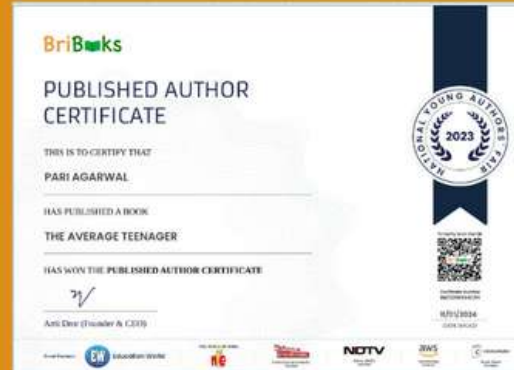 BriBooks
PUBLISHED AUTHOR
CERTIFICATE
THIS IS TO CERTIFY THAT
PARI AGARWAL
HAS PUBLISHED A BOOK
THE AVERAGE TEENAGER
HAS WON THE PUBLISHED AUTHOR CERTIFICATE
NATIONAL YOUNG AUTHORS' FAIR
2023
(Founder & CEO)
EW Education World
NDTV
aws